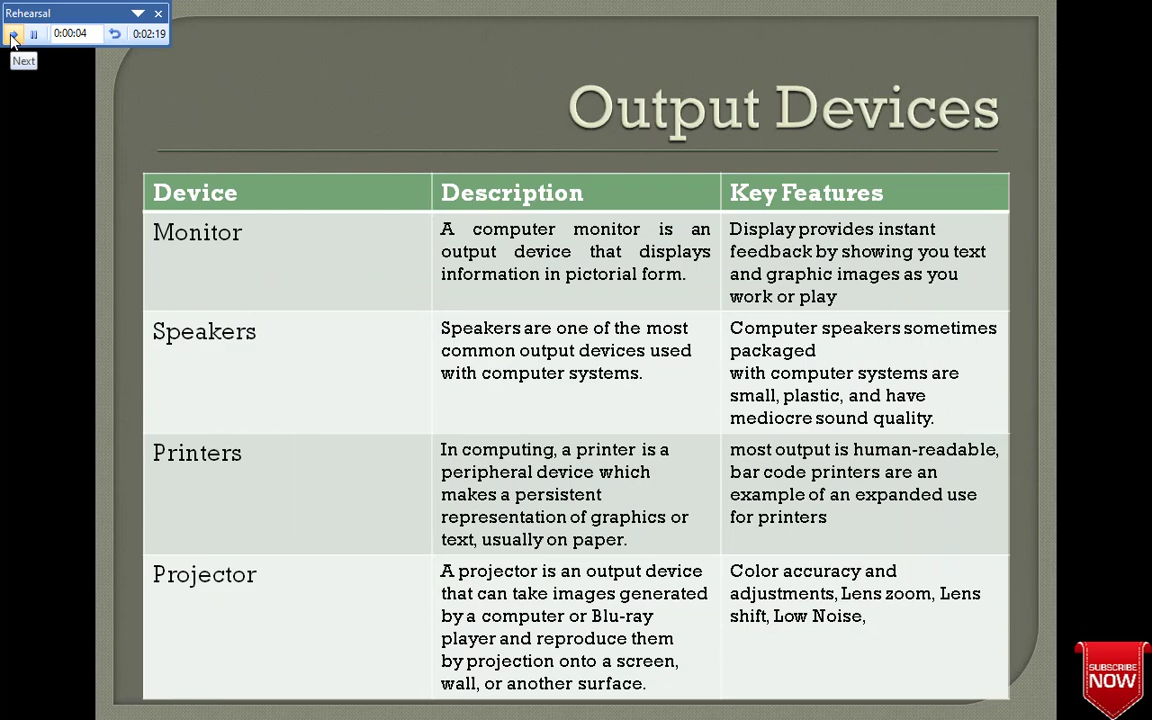 Rehearsal
0:00:04
0:02:19
Next
Output Devices
Device
Description
Key Features
Monitor
A computer monitor is an
output device that displays
information in pictorial form.
Display provides instant
feedback by showing you text
and graphic images as you
work or play
Speakers
Speakers are one of the most
common output devices used
with computer systems.
Computer speakers sometimes
packaged
with computer systems are
small, plastic, and have
mediocre sound quality.
Printers
In computing, a printer is a
peripheral device which
makes a persistent
representation of graphics or
text, usually on paper.
most output is human-readable,
bar code printers are an
example of an expanded use
for printers
Projector
A projector is an output device
that can take images generated
by a computer or Blu-ray
player and reproduce them
by projection onto a screen,
wall, or another surface.
Color accuracy and
adjustments, Lens zoom, Lens
shift, Low Noise,
SUBSCRIBE
NOW